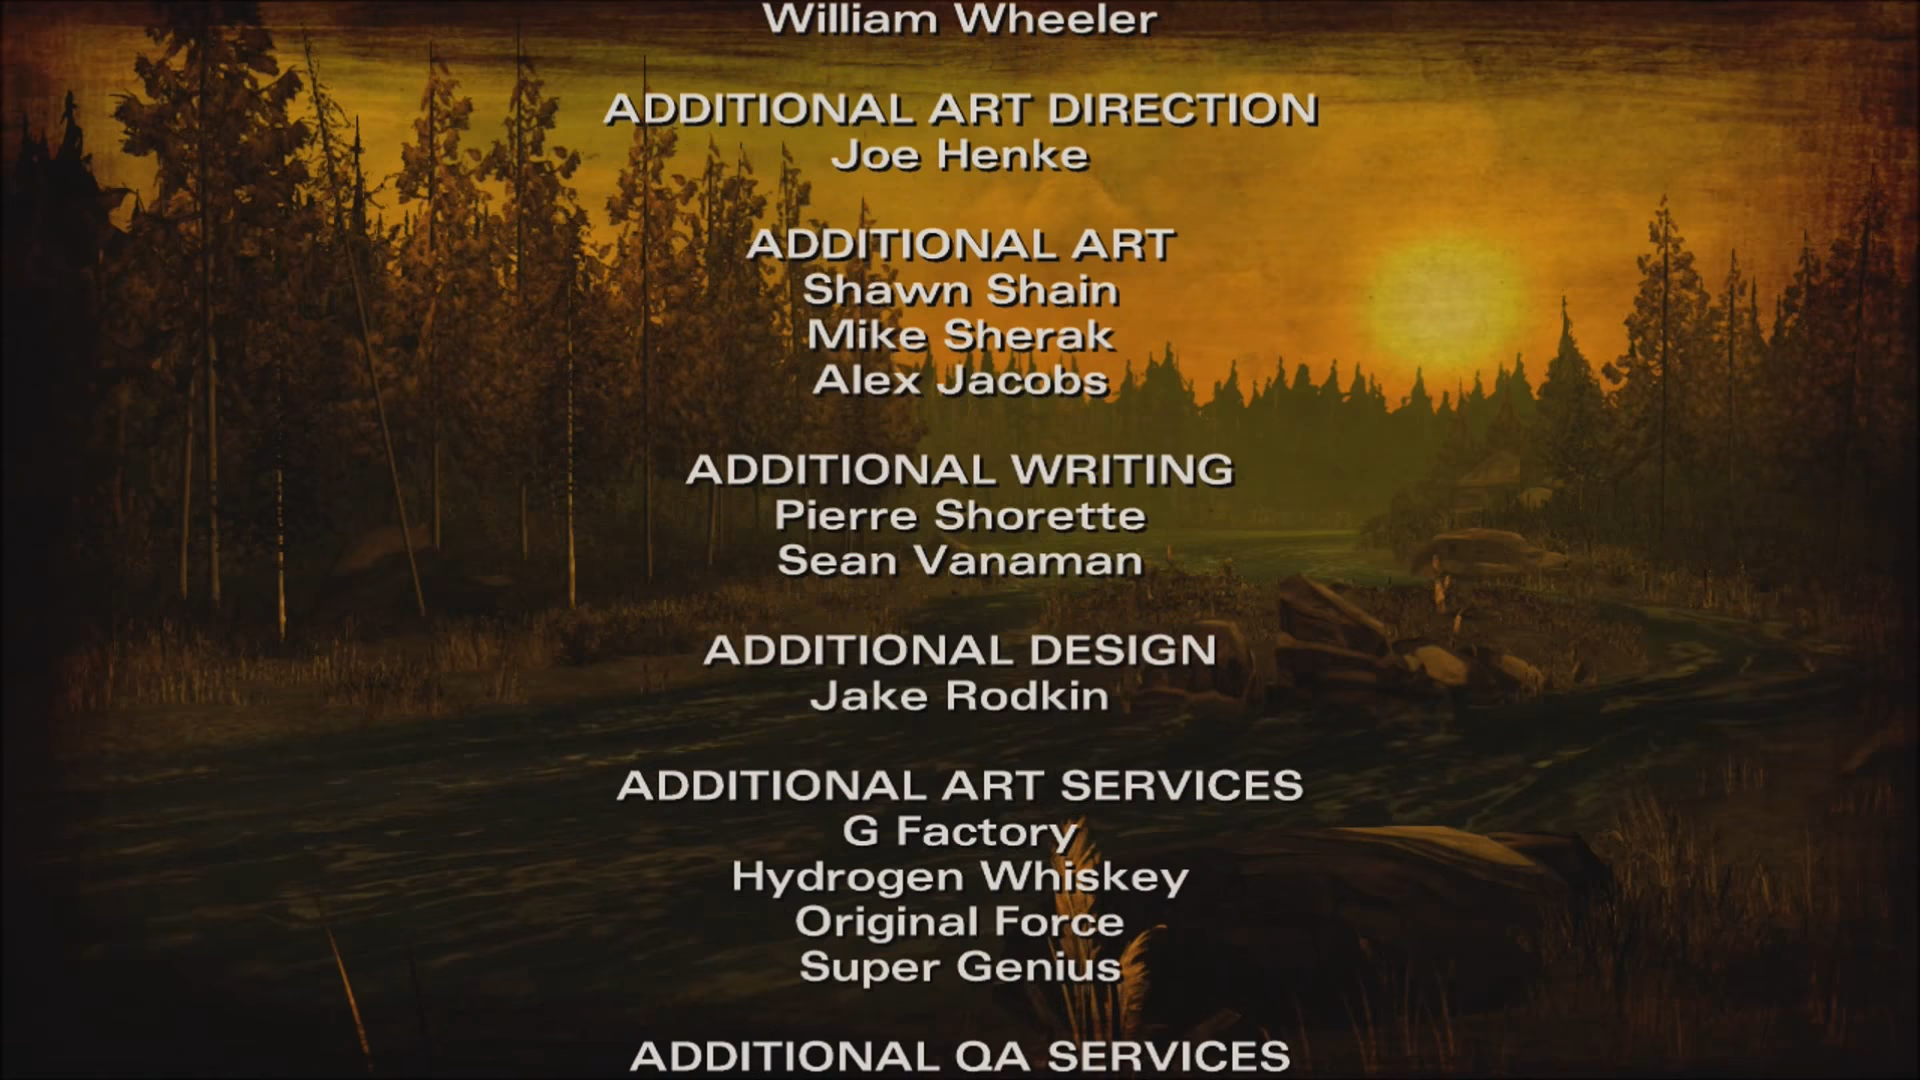 William Wheeler
ADDITIONAL ART DIRECTION
Joe Henke
ADDITIONAL ART
Shawn Shain
Mike Sherak
Alex Jacobs
ADDITIONAL WRITING
Pierre Shorette
Sean Vanaman
ADDITIONAL DESIGN
Jake Rodkin
ADDITIONAL ART SERVICES
G Factory
Hydrogen Whiskey
Original Force
Super Genius
ADDITIONAL QA SERVICES